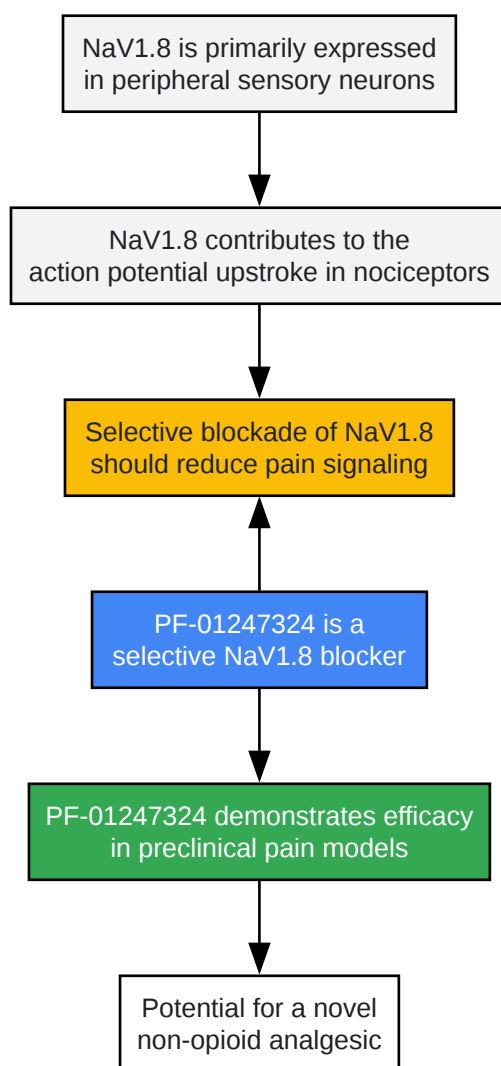 NaV1.8 is primarily expressed
in peripheral sensory neurons
NaV1.8 contributes to the
action potential upstroke in nociceptors
Selective blockade of NaV1.8
should reduce pain signaling
PF-01247324 is a
selective NaV1.8 blocker
PF-01247324 demonstrates efficacy
in preclinical pain models
Potential for a novel
non-opioid analgesic